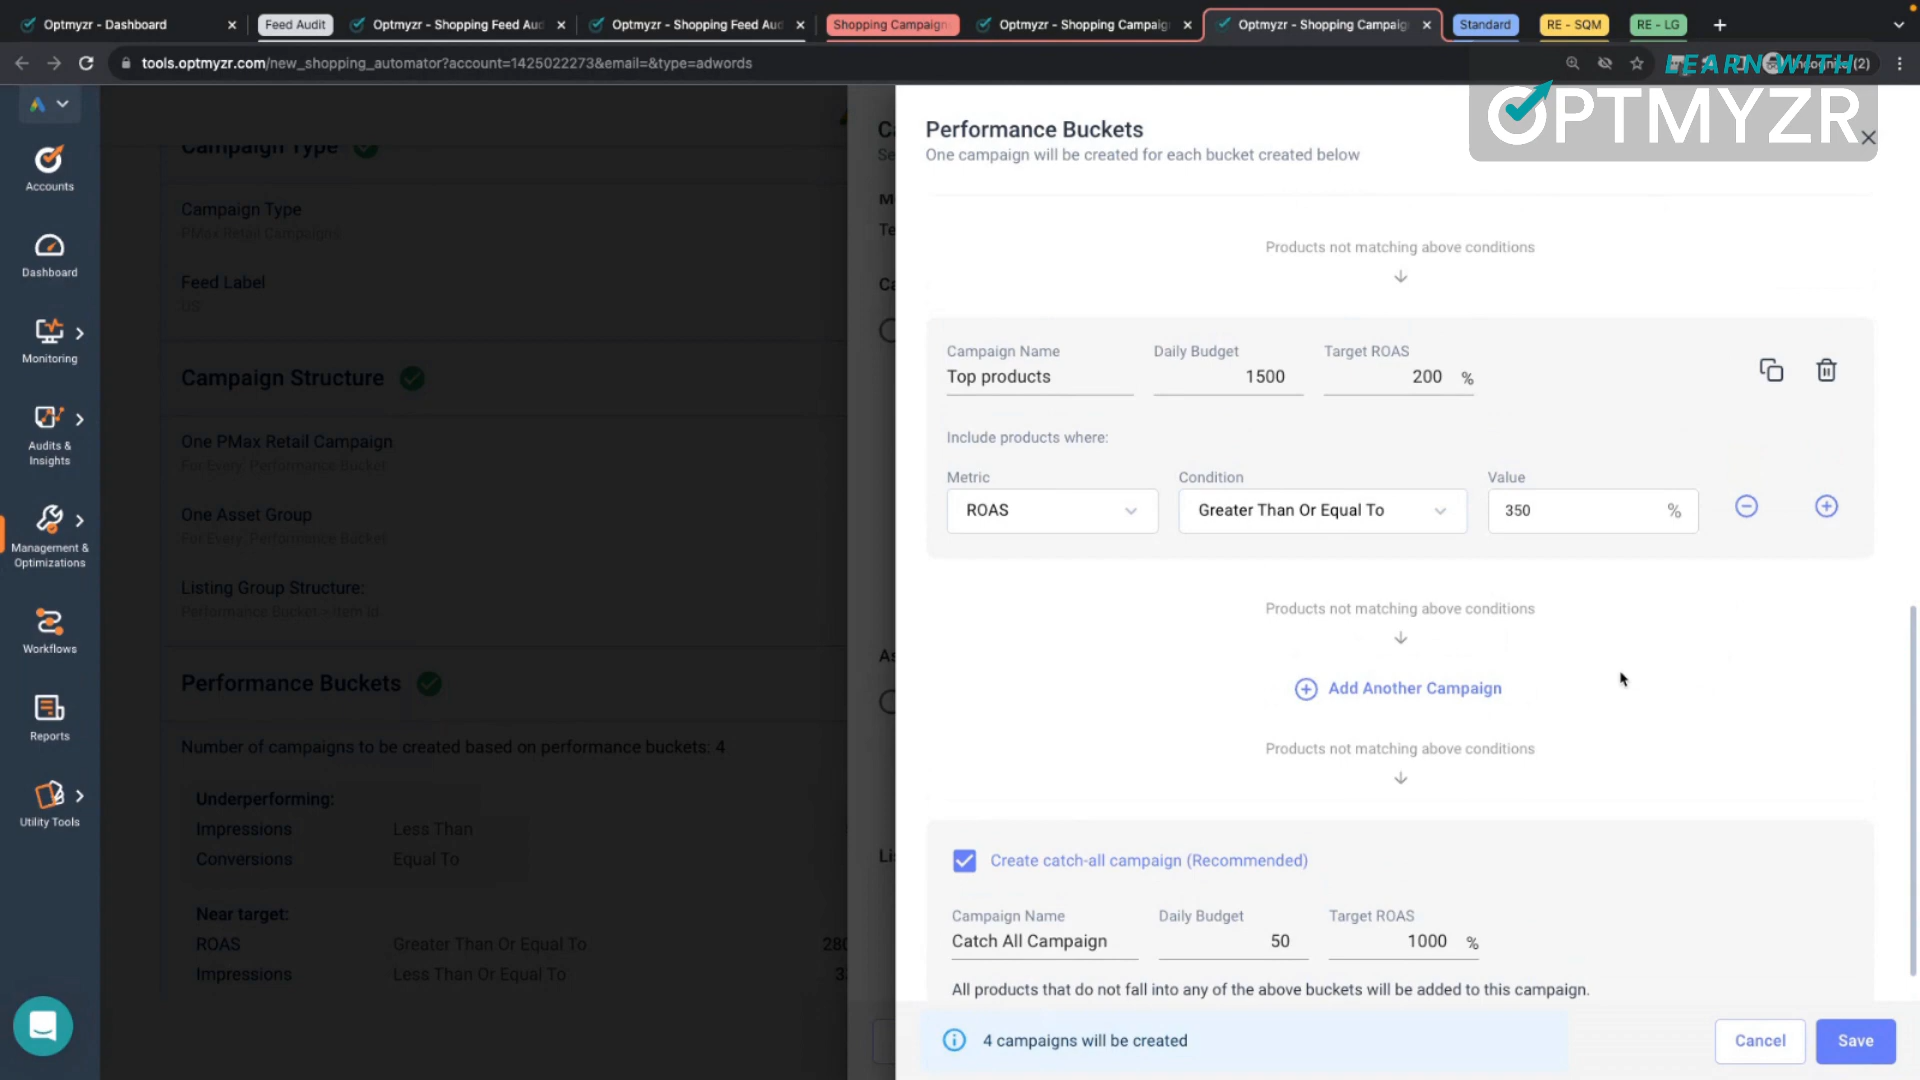 Optmyzr - Dashboard
Feed Audit
Optmyzr - Shopping Feed Au
Optmyzr - Shopping Feed Au
Shopping Campaign
Optmyzr - Shopping Campaig
Optmyzr - Shopping Campaig
Standard
RE - SQM
RE - LG
tools.optmyzr.com/new_shopping_automator?account=1425022273&email=&type=adwords
LEARN WITH
OPTMYZR
Accounts
Dashboard
Monitoring
Audits &
Insights
Management &
Optimizations
Workflows
Reports
Utility Tools
Campaign Type
Campaign Type
PMax Retail Campaigns
Feed Label
US
Campaign Structure
One PMax Retail Campaign
For Every 'Performance Bucket'
One Asset Group
For Every 'Performance Bucket'
Listing Group Structure:
Performance Bucket > Item Id
Performance Buckets
Number of campaigns to be created based on performance buckets: 4
Underperforming:
Impressions Less Than
Conversions Equal To
Near target:
ROAS Greater Than Or Equal To 280
Impressions Less Than Or Equal To
Performance Buckets
One campaign will be created for each bucket created below
Products not matching above conditions
Campaign Name Daily Budget Target ROAS
Top products 1500 200 %
Include products where:
Metric Condition Value
ROAS Greater Than Or Equal To 350 %
Products not matching above conditions
Add Another Campaign
Products not matching above conditions
Create catch-all campaign (Recommended)
Campaign Name Daily Budget Target ROAS
Catch All Campaign 50 1000 %
All products that do not fall into any of the above buckets will be added to this campaign.
4 campaigns will be created
Cancel
Save